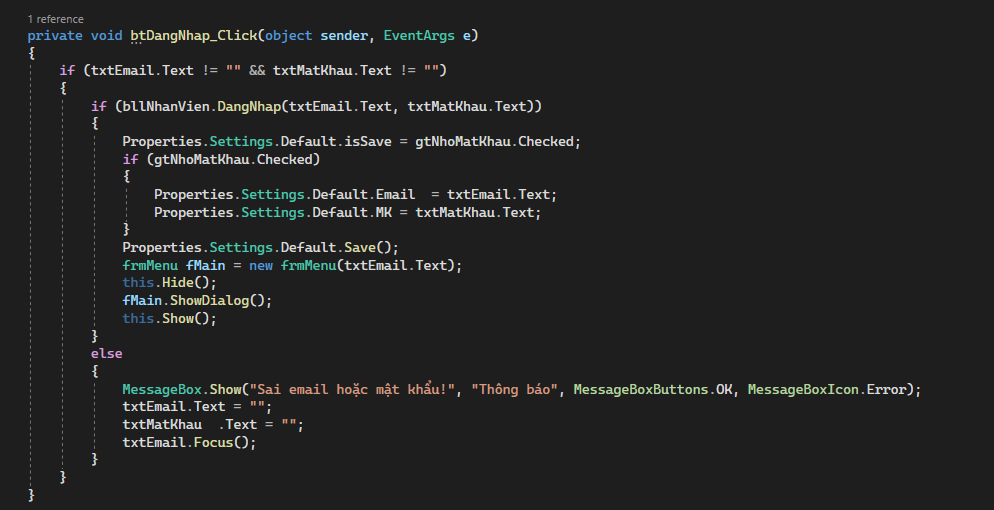 1 reference
private void btDangNhap_Click(object sender, EventArgs e)
{
    if (txtEmail.Text != "" && txtMatKhau.Text != "")
    {
        if (bllNhanVien.DangNhap(txtEmail.Text, txtMatKhau.Text))
        {
            Properties.Settings.Default.isSave = gtNhoMatKhau.Checked;
            if (gtNhoMatKhau.Checked)
            {
                Properties.Settings.Default.Email  = txtEmail.Text;
                Properties.Settings.Default.MK = txtMatKhau.Text;
            }
            Properties.Settings.Default.Save();
            frmMenu fMain = new frmMenu(txtEmail.Text);
            this.Hide();
            fMain.ShowDialog();
            this.Show();
        }
        else
        {
            MessageBox.Show("Sai email hoặc mật khẩu!", "Thông báo", MessageBoxButtons.OK, MessageBoxIcon.Error);
            txtEmail.Text = "";
            txtMatKhau  .Text = "";
            txtEmail.Focus();
        }
    }
}